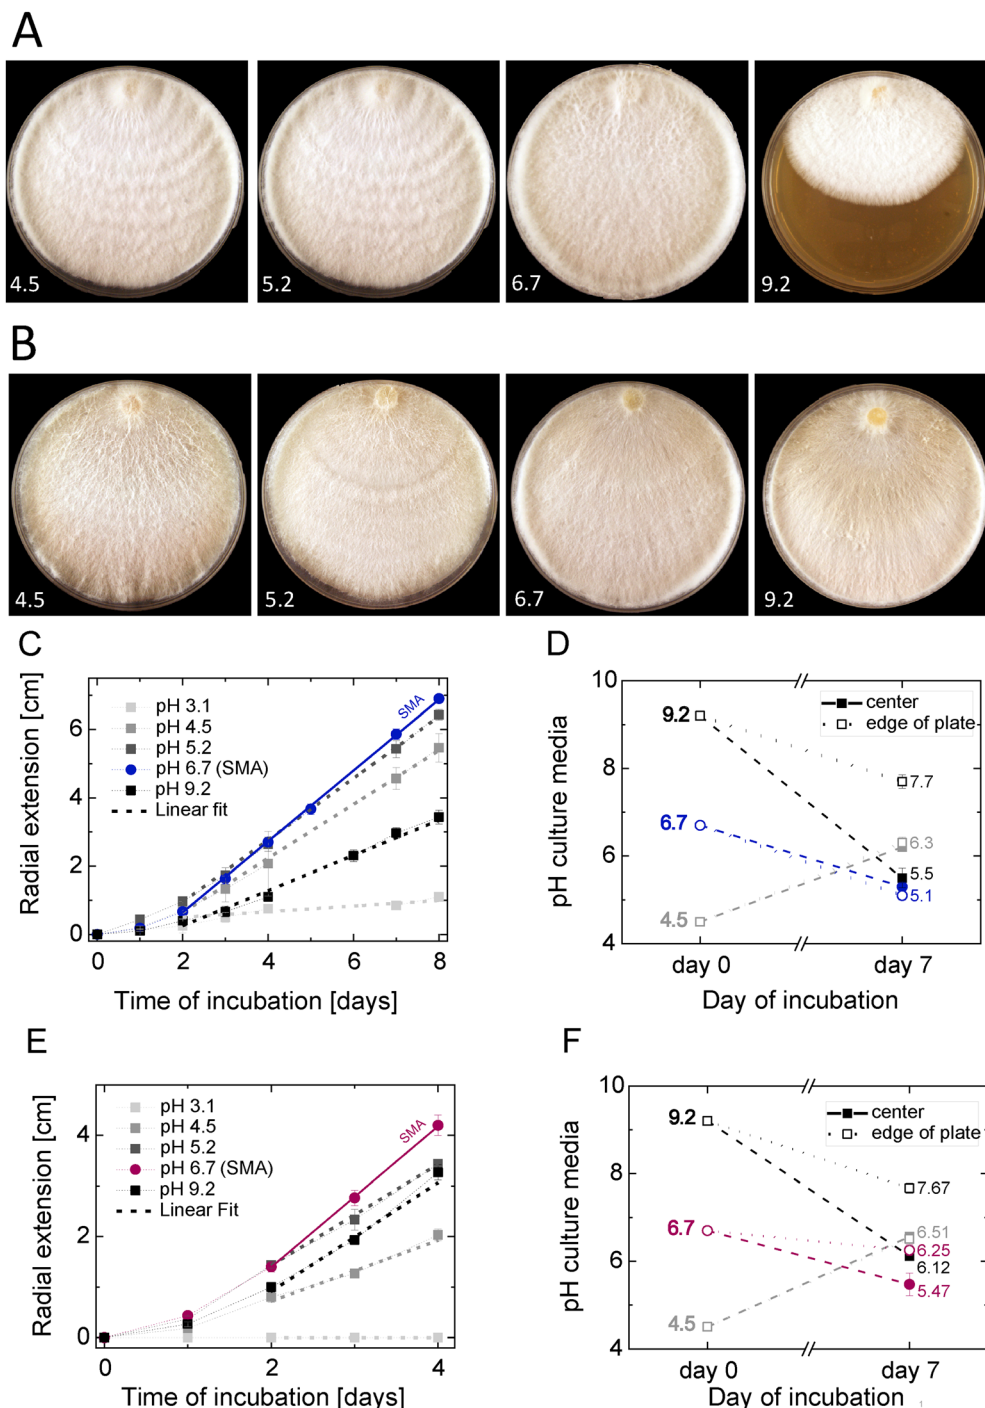 A
4.5
5.2
6.7
9.2
B
4.5
5.2
6.7
9.2
C
Radial extension [cm]
6
4
2
0
pH 3.1
pH 4.5
pH 5.2
pH 6.7 (SMA)
pH 9.2
Linear fit
SMA
0 2 4 6 8
Time of incubation [days]
D
pH culture media
10
8
6
4
center
edge of plate
9.2
6.7
4.5
7.7
6.3
5.5
5.1
day 0 day 7
Day of incubation
E
Radial extension [cm]
4
2
0
pH 3.1
pH 4.5
pH 5.2
pH 6.7 (SMA)
pH 9.2
Linear Fit
SMA
0 2 4
Time of incubation [days]
F
pH culture media
10
8
6
4
center
edge of plate
9.2
6.7
4.5
7.67
6.51
6.25
6.12
5.47
day 0 day 7
Day of incubation
1